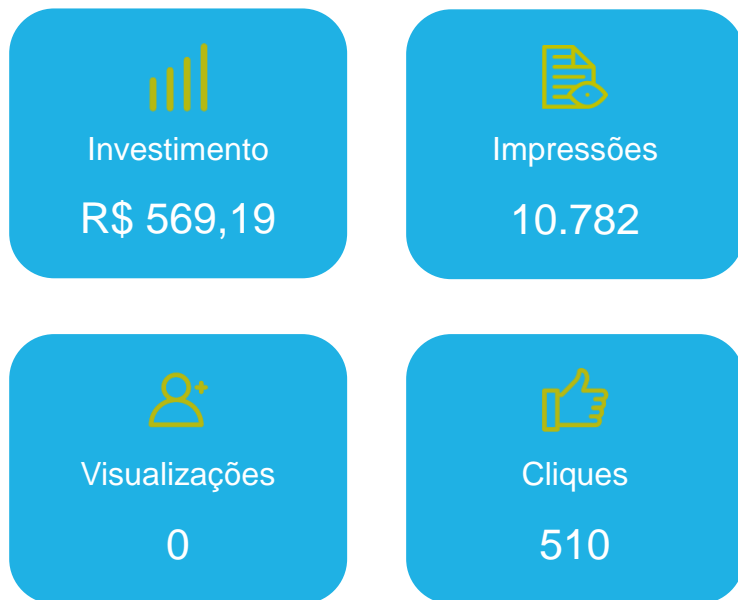 Investimento
R$ 569,19
Impressões
10.782
Visualizações
0
Cliques
510